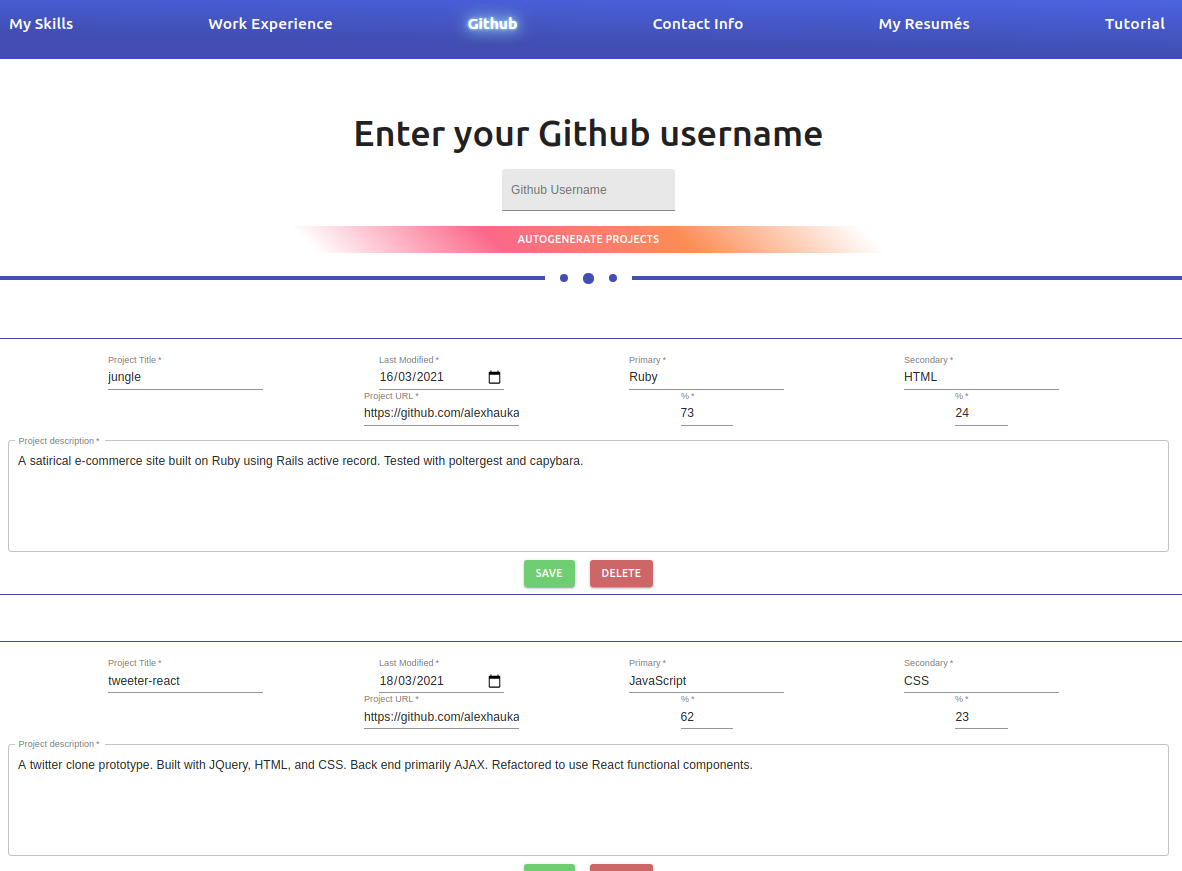 My Skills Work Experience Github Contact Info My Resumés Tutorial
Enter your Github username
Github Username
AUTOGENERATE PROJECTS
Project Title * Last Modified * Primary * Secondary *
jungle 16/03/2021 Ruby HTML
Project URL * % * % *
https://github.com/alexhauka 73 24
Project description *
A satirical e-commerce site built on Ruby using Rails active record. Tested with poltergest and capybara.
SAVE DELETE
Project Title * Last Modified * Primary * Secondary *
tweeter-react 18/03/2021 JavaScript CSS
Project URL * % * % *
https://github.com/alexhauka 62 23
Project description *
A twitter clone prototype. Built with JQuery, HTML, and CSS. Back end primarily AJAX. Refactored to use React functional components.